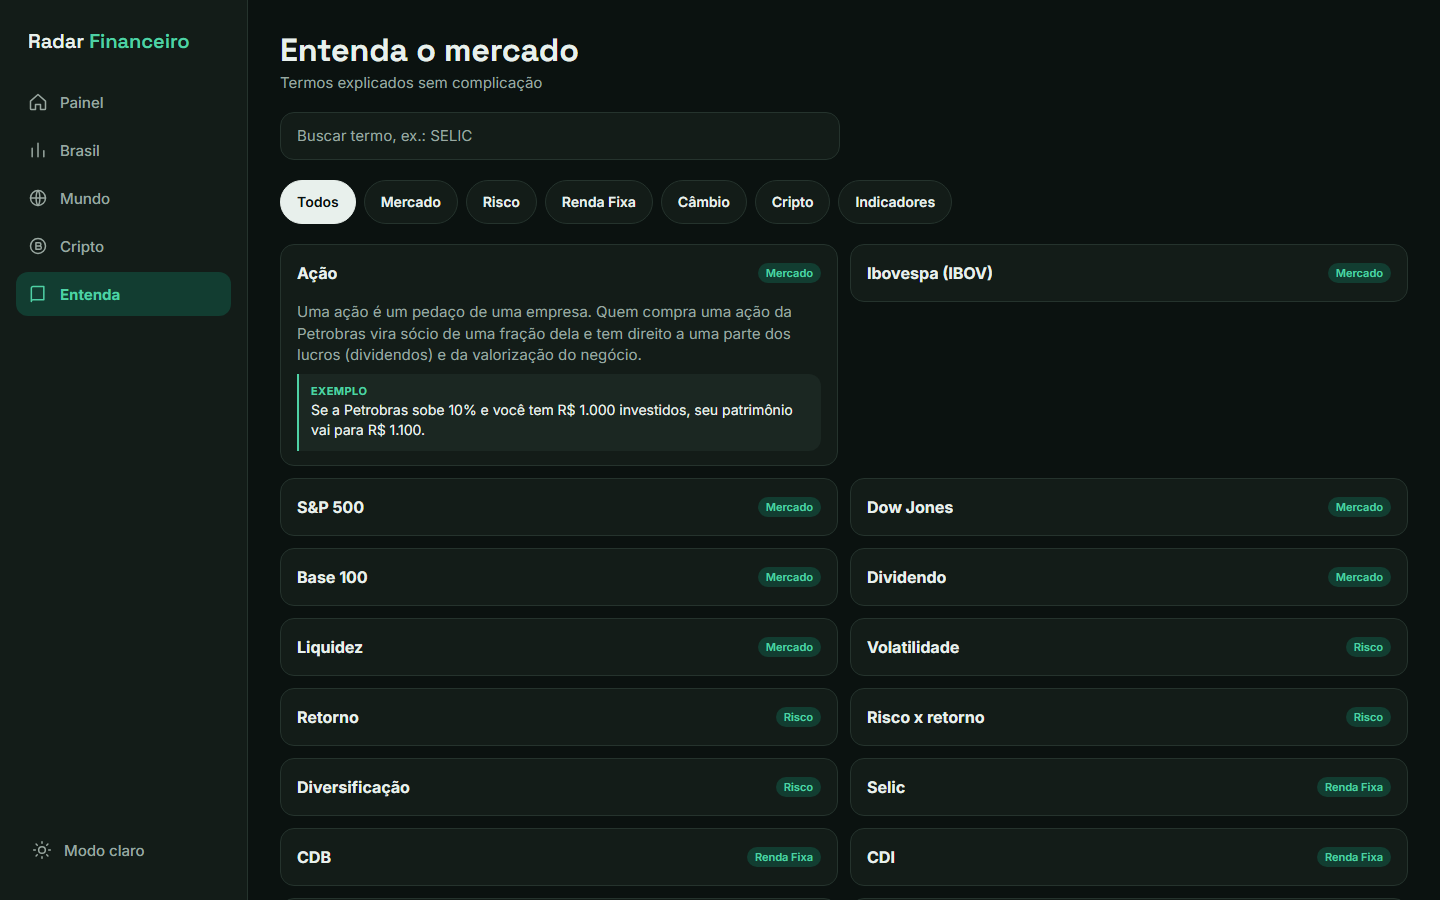 Radar Financeiro
Painel
Brasil
Mundo
Cripto
Entenda
Modo claro
Entenda o mercado
Termos explicados sem complicação
Buscar termo, ex.: SELIC
Todos Mercado Risco Renda Fixa Câmbio Cripto Indicadores
Ação Mercado
Uma ação é um pedaço de uma empresa. Quem compra uma ação da
Petrobras vira sócio de uma fração dela e tem direito a uma parte dos
lucros (dividendos) e da valorização do negócio.
EXEMPLO
Se a Petrobras sobe 10% e você tem R$ 1.000 investidos, seu patrimônio
vai para R$ 1.100.
Ibovespa (IBOV) Mercado
S&P 500 Mercado
Dow Jones Mercado
Base 100 Mercado
Dividendo Mercado
Liquidez Mercado
Volatilidade Risco
Retorno Risco
Risco x retorno Risco
Diversificação Risco
Selic Renda Fixa
CDB Renda Fixa
CDI Renda Fixa